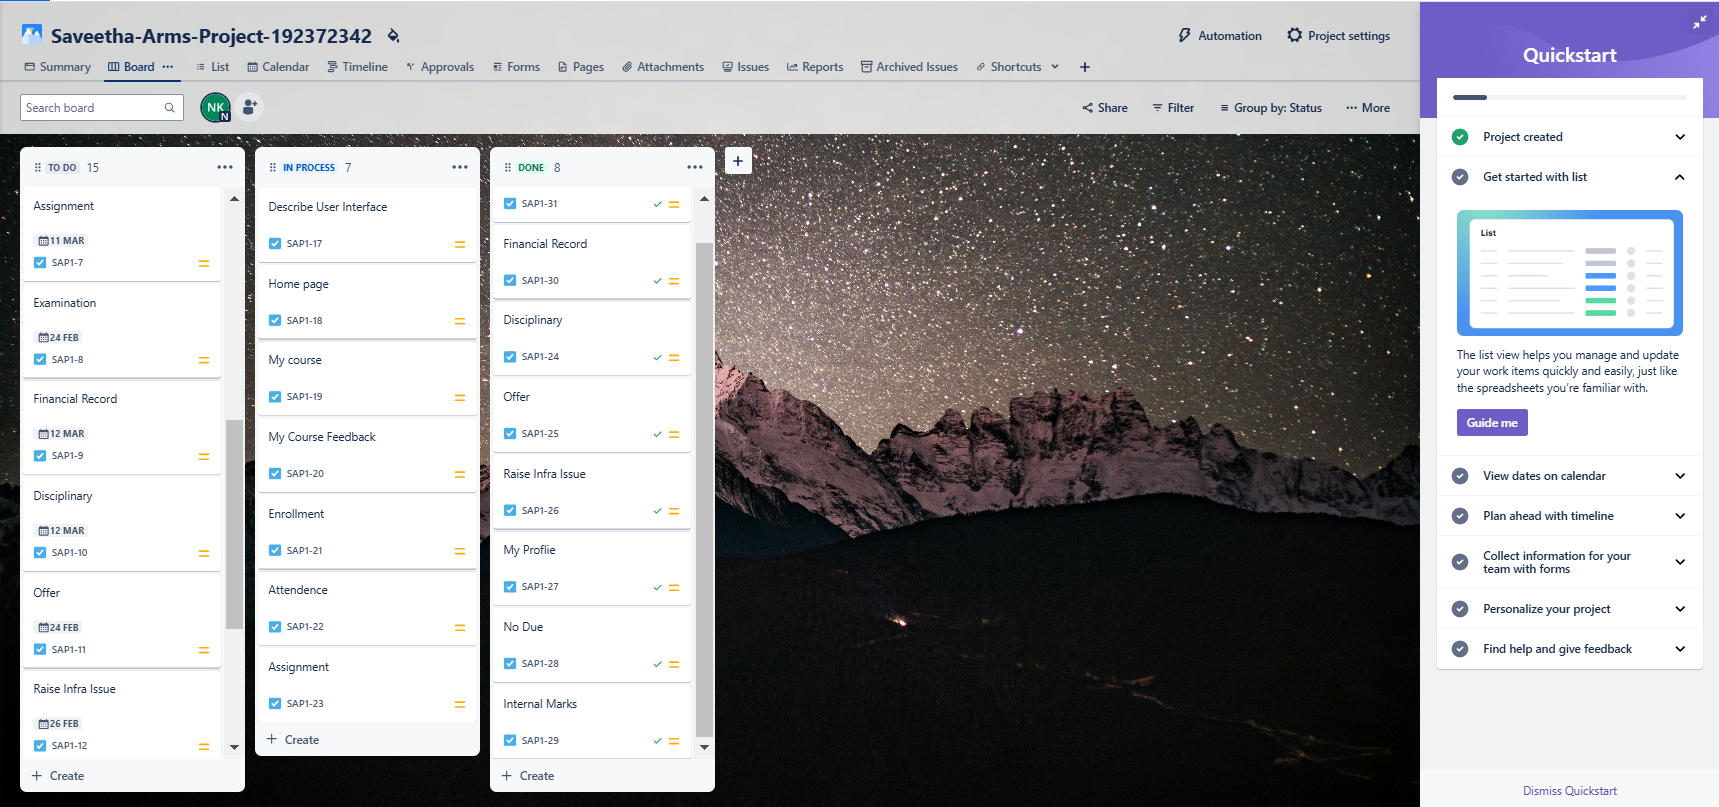 Saveetha-Arms-Project-192372342
Automation
Project settings
Summary
Board
List
Calendar
Timeline
Approvals
Forms
Pages
Attachments
Issues
Reports
Archived Issues
Shortcuts
Search board
NK
N
Share
Filter
Group by: Status
More
TO DO 15
Assignment
11 MAR
SAP1-7
Examination
24 FEB
SAP1-8
Financial Record
12 MAR
SAP1-9
Disciplinary
12 MAR
SAP1-10
Offer
24 FEB
SAP1-11
Raise Infra Issue
26 FEB
SAP1-12
Create
IN PROCESS 7
Describe User Interface
SAP1-17
Home page
SAP1-18
My course
SAP1-19
My Course Feedback
SAP1-20
Enrollment
SAP1-21
Attendence
SAP1-22
Assignment
SAP1-23
Create
DONE 8
SAP1-31
Financial Record
SAP1-30
Disciplinary
SAP1-24
Offer
SAP1-25
Raise Infra Issue
SAP1-26
My Proflie
SAP1-27
No Due
SAP1-28
Internal Marks
SAP1-29
Create
Quickstart
Project created
Get started with list
List
The list view helps you manage and update
your work items quickly and easily, just like
the spreadsheets you're familiar with.
Guide me
View dates on calendar
Plan ahead with timeline
Collect information for your
team with forms
Personalize your project
Find help and give feedback
Dismiss Quickstart